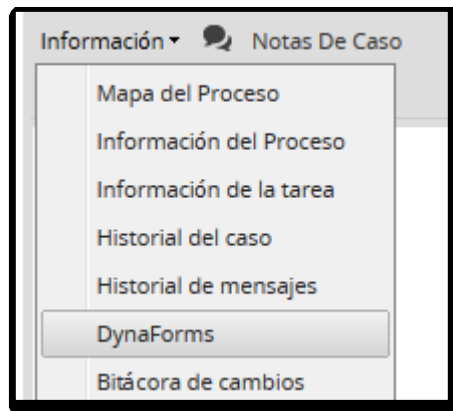 Información Notas De Caso
Mapa del Proceso
Información del Proceso
Información de la tarea
Historial del caso
Historial de mensajes
DynaForms
Bitácora de cambios